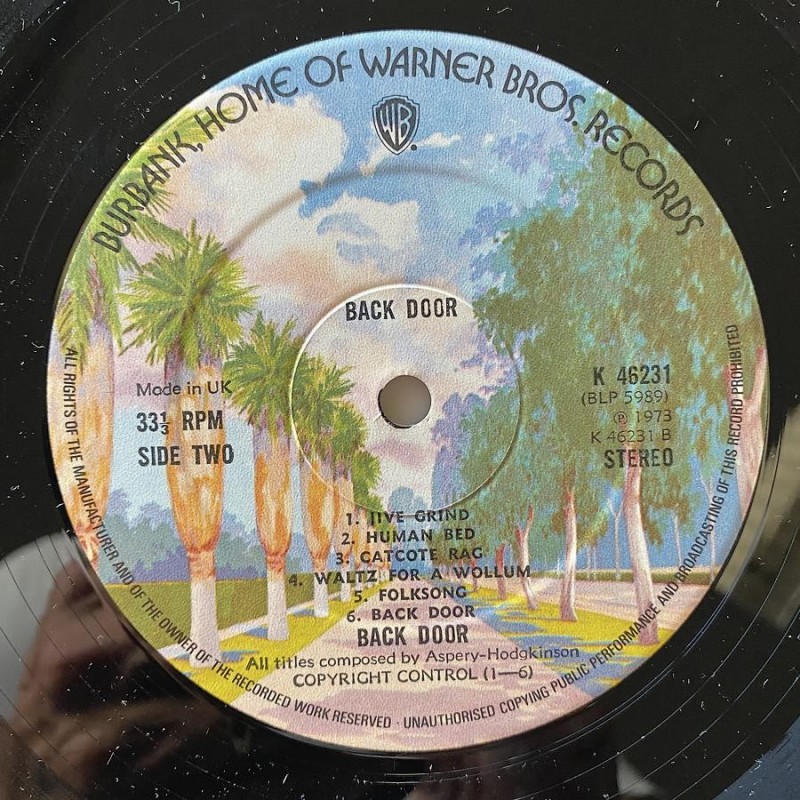 BURBANK, HOME OF WARNER BROS. RECORDS
WB
BACK DOOR
Made in UK
33⅓ RPM
SIDE TWO
K 46231
(BLP 5989)
℗ 1973
K 46231 B
STEREO
1. JIVE GRIND
2. HUMAN BED
3. CATCOTE RAG
4. WALTZ FOR A WOLLUM
5. FOLKSONG
6. BACK DOOR
BACK DOOR
All titles composed by Aspery-Hodgkinson
COPYRIGHT CONTROL (1—6)
ALL RIGHTS OF THE MANUFACTURER AND OF THE OWNER OF THE RECORDED WORK RESERVED · UNAUTHORISED COPYING PUBLIC PERFORMANCE AND BROADCASTING OF THIS RECORD PROHIBITED